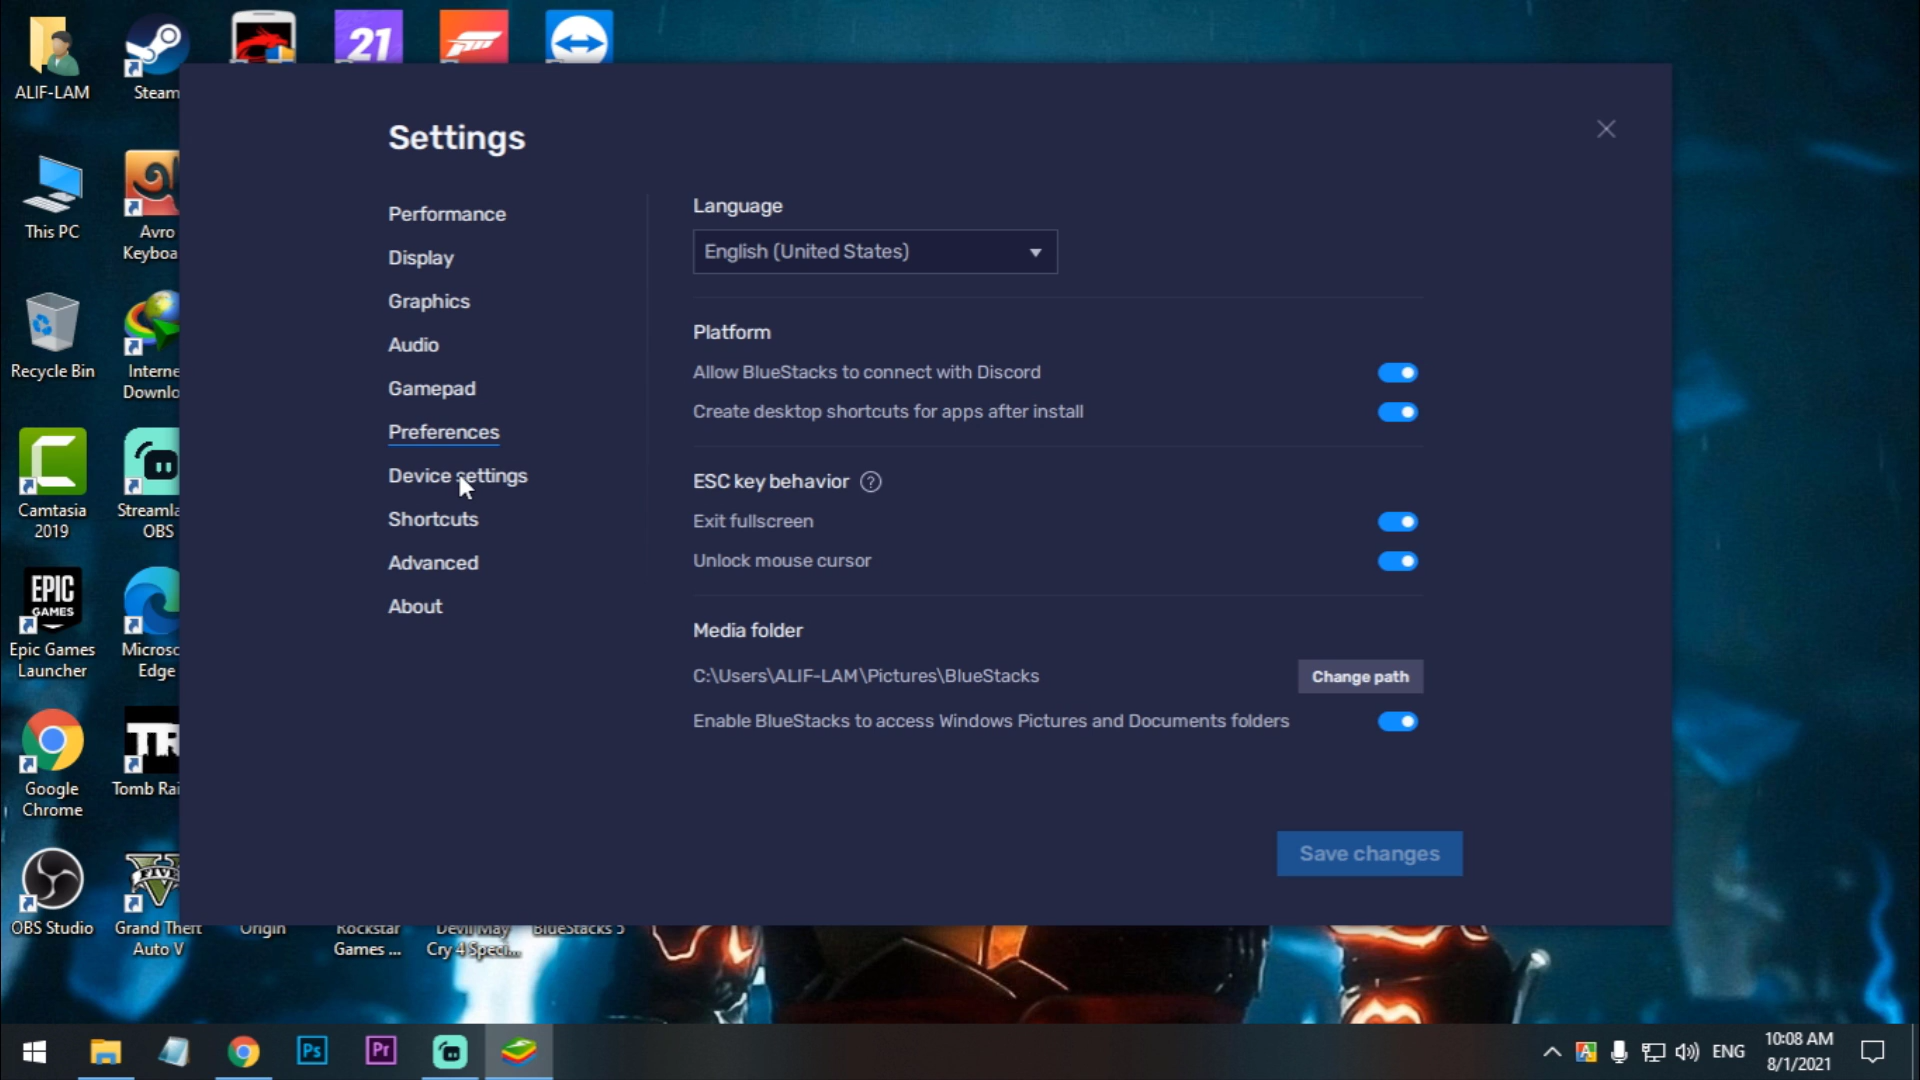 ALIF-LAM
Steam
21
This PC
Avro
Keyboa
Recycle Bin
Interne
Downlo
Camtasia
2019
Streamla
OBS
EPIC
GAMES
Epic Games
Launcher
Microsc
Edge
Google
Chrome
TR
Tomb Rai
OBS Studio
FIVE
Grand Theft
Auto V
Origin
Rockstar
Games ...
Devil May
Cry 4 Speci...
BlueStacks 5
Settings
Performance
Display
Graphics
Audio
Gamepad
Preferences
Device settings
Shortcuts
Advanced
About
Language
English (United States)
Platform
Allow BlueStacks to connect with Discord
Create desktop shortcuts for apps after install
ESC key behavior ?
Exit fullscreen
Unlock mouse cursor
Media folder
C:\Users\ALIF-LAM\Pictures\BlueStacks
Change path
Enable BlueStacks to access Windows Pictures and Documents folders
Save changes
Ps
Pr
A
ENG
10:08 AM
8/1/2021